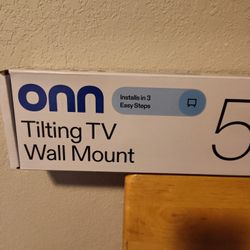 onn
Installs in 3
Easy Steps
Tilting TV
Wall Mount
5